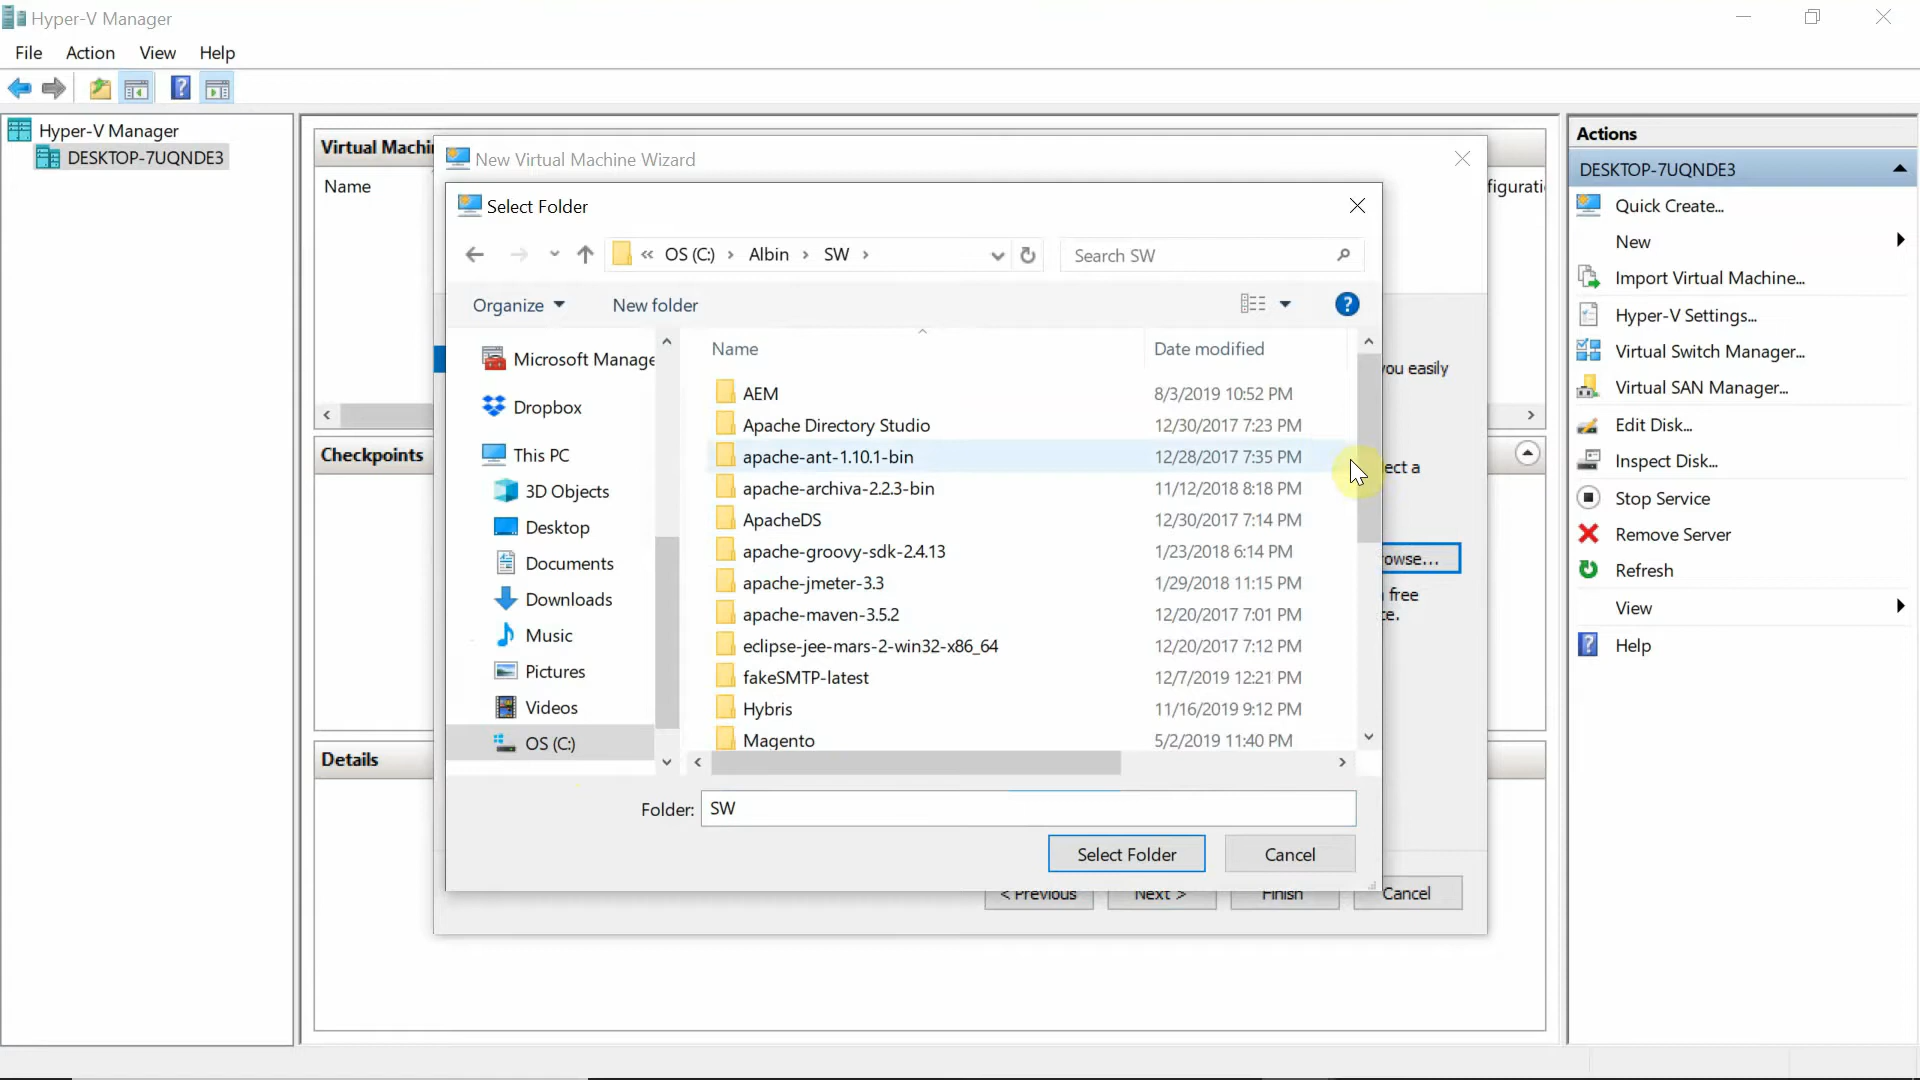 Hyper-V Manager
File Action View Help
Hyper-V Manager
DESKTOP-7UQNDE3
Virtual Machi
Name
figurati
Checkpoints
Details
New Virtual Machine Wizard
Select Folder
« OS (C:) › Albin › SW ›
Search SW
Organize
New folder
Microsoft Manage
Dropbox
This PC
3D Objects
Desktop
Documents
Downloads
Music
Pictures
Videos
OS (C:)
Name Date modified
AEM 8/3/2019 10:52 PM
Apache Directory Studio 12/30/2017 7:23 PM
apache-ant-1.10.1-bin 12/28/2017 7:35 PM
apache-archiva-2.2.3-bin 11/12/2018 8:18 PM
ApacheDS 12/30/2017 7:14 PM
apache-groovy-sdk-2.4.13 1/23/2018 6:14 PM
apache-jmeter-3.3 1/29/2018 11:15 PM
apache-maven-3.5.2 12/20/2017 7:01 PM
eclipse-jee-mars-2-win32-x86_64 12/20/2017 7:12 PM
fakeSMTP-latest 12/7/2019 12:21 PM
Hybris 11/16/2019 9:12 PM
Magento 5/2/2019 11:40 PM
Folder: SW
Select Folder Cancel
you easily
ect a
owse...
free
ce.
< Previous Next > Finish Cancel
Actions
DESKTOP-7UQNDE3
Quick Create...
New
Import Virtual Machine...
Hyper-V Settings...
Virtual Switch Manager...
Virtual SAN Manager...
Edit Disk...
Inspect Disk...
Stop Service
Remove Server
Refresh
View
Help